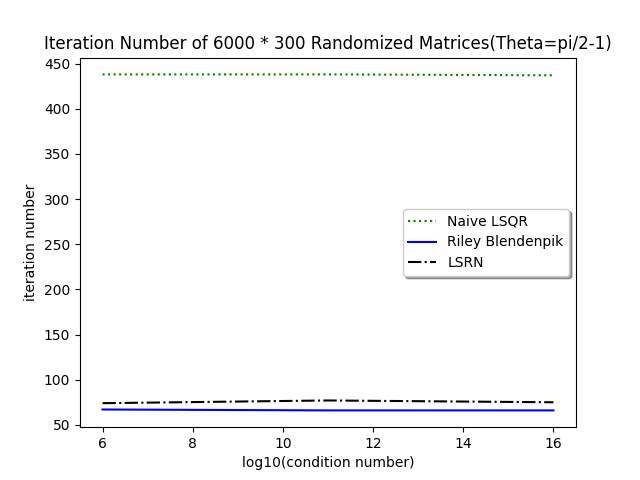 Iteration Number of 6000 * 300 Randomized Matrices(Theta=pi/2-1)
450
400
350
300
250
200
150
100
50
iteration number
Naive LSQR
Riley Blendenpik
LSRN
6 8 10 12 14 16
log10(condition number)